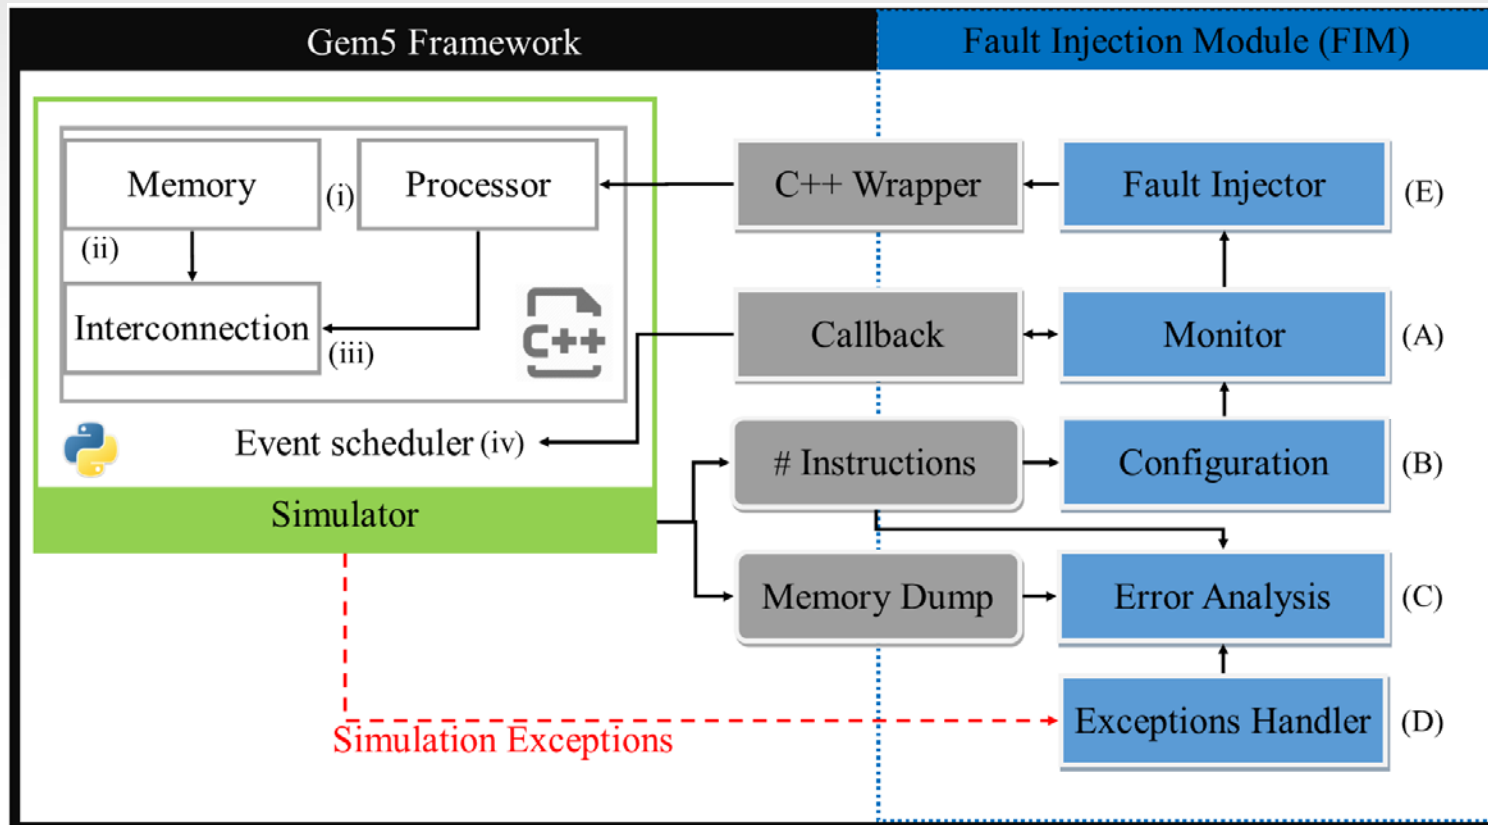 Gem5 Framework
Fault Injection Module (FIM)
Memory
(i)
Processor
C++ Wrapper
Fault Injector
(E)
(ii)
Interconnection
(iii)
C++
Callback
Monitor
(A)
Event scheduler (iv)
# Instructions
Configuration
(B)
Simulator
Memory Dump
Error Analysis
(C)
Simulation Exceptions
Exceptions Handler
(D)